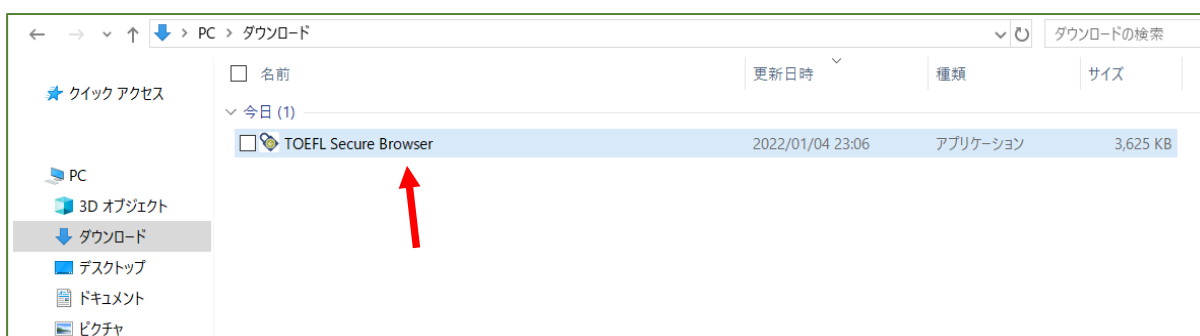 PC > ダウンロード
ダウンロードの検索
名前 更新日時 種類 サイズ
クイック アクセス
今日 (1)
TOEFL Secure Browser 2022/01/04 23:06 アプリケーション 3,625 KB
PC
3D オブジェクト
ダウンロード
デスクトップ
ドキュメント
ピクチャ